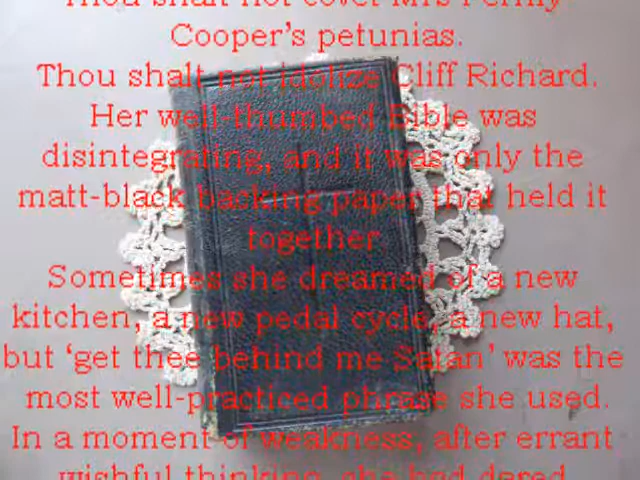 Thou shalt not covet Mrs Penny
Cooper’s petunias.
Thou shalt not idolize Cliff Richard.
Her well-thumbed Bible was
disintegrating, and it was only the
matt-black backing paper that held it
together.
Sometimes she dreamed of a new
kitchen, a new pedal cycle, a new hat,
but ‘get thee behind me Satan’ was the
most well-practiced phrase she used.
In a moment of weakness, after errant
wishful thinking, she had dered